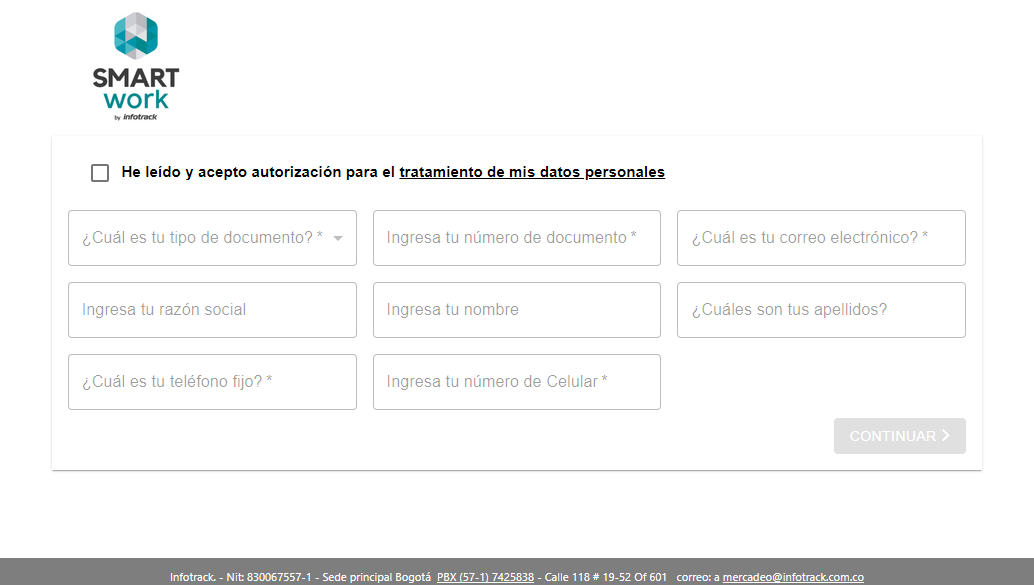 SMART
work
by infotrack
He leído y acepto autorización para el tratamiento de mis datos personales
¿Cuál es tu tipo de documento? *
Ingresa tu número de documento *
¿Cuál es tu correo electrónico? *
Ingresa tu razón social
Ingresa tu nombre
¿Cuáles son tus apellidos?
¿Cuál es tu teléfono fijo? *
Ingresa tu número de Celular *
CONTINUAR
Infotrack. - Nit: 830067557-1 - Sede principal Bogotá PBX (57-1) 7425838 - Calle 118 # 19-52 Of 601 correo: a mercadeo@infotrack.com.co